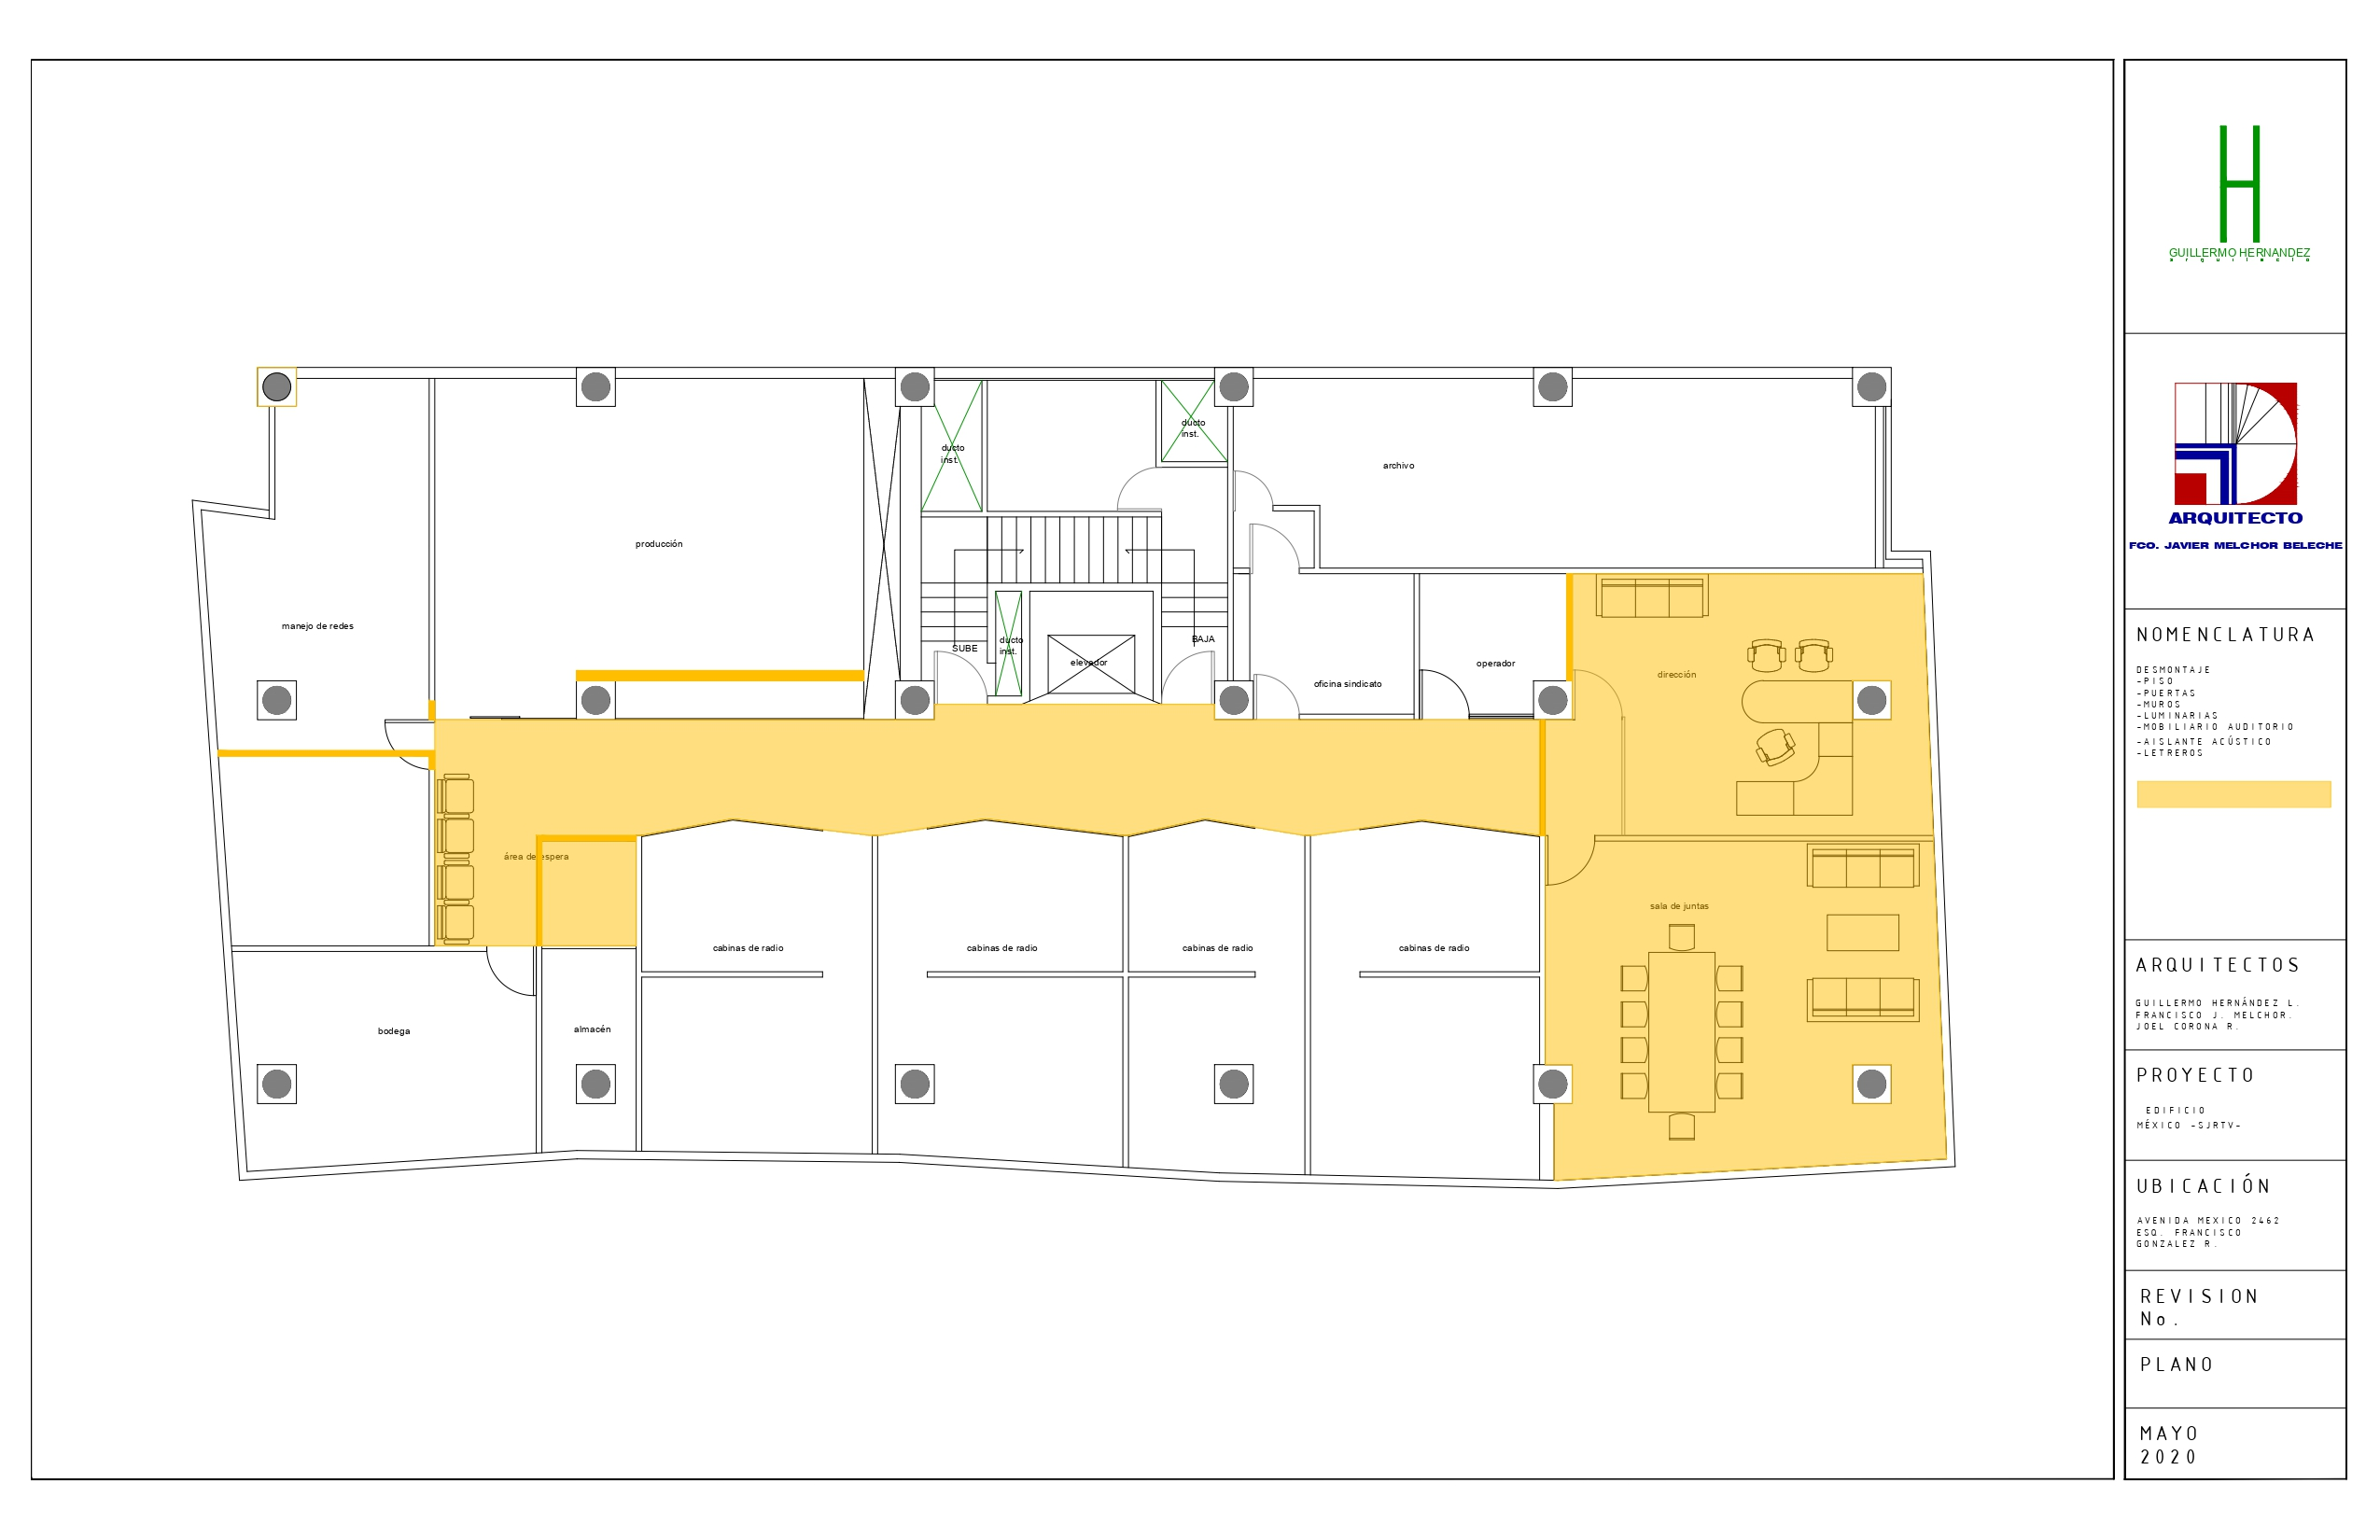 ducto
inst.
ducto
inst.
archivo
producción
manejo de redes
SUBE
ducto
inst.
elevador
BAJA
oficina sindicato
operador
dirección
área de espera
sala de juntas
cabinas de radio
cabinas de radio
cabinas de radio
cabinas de radio
bodega
almacén
H
GUILLERMO HERNANDEZ
ARQUITECTO
FCO. JAVIER MELCHOR BELECHE
NOMENCLATURA
DESMONTAJE
-PISO
-PUERTAS
-MUROS
-LUMINARIAS
-MOBILIARIO AUDITORIO
-AISLANTE ACÚSTICO
-LETREROS
ARQUITECTOS
GUILLERMO HERNÁNDEZ L.
FRANCISCO J. MELCHOR.
JOEL CORONA R.
PROYECTO
EDIFICIO
MÉXICO -SJRTV-
UBICACIÓN
AVENIDA MEXICO 2462
ESQ. FRANCISCO
GONZALEZ R.
REVISION
No.
PLANO
MAYO
2020